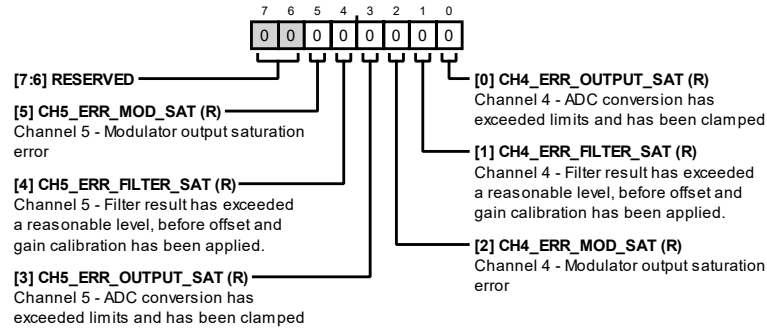 7 6 5 4 3 2 1 0
0 0 0 0 0 0 0 0
[7:6] RESERVED
[5] CH5_ERR_MOD_SAT (R)
Channel 5 - Modulator output saturation
error
[4] CH5_ERR_FILTER_SAT (R)
Channel 5 - Filter result has exceeded
a reasonable level, before offset and
gain calibration has been applied.
[3] CH5_ERR_OUTPUT_SAT (R)
Channel 5 - ADC conversion has
exceeded limits and has been clamped
[0] CH4_ERR_OUTPUT_SAT (R)
Channel 4 - ADC conversion has
exceeded limits and has been clamped
[1] CH4_ERR_FILTER_SAT (R)
Channel 4 - Filter result has exceeded
a reasonable level, before offset and
gain calibration has been applied.
[2] CH4_ERR_MOD_SAT (R)
Channel 4 - Modulator output saturation
error